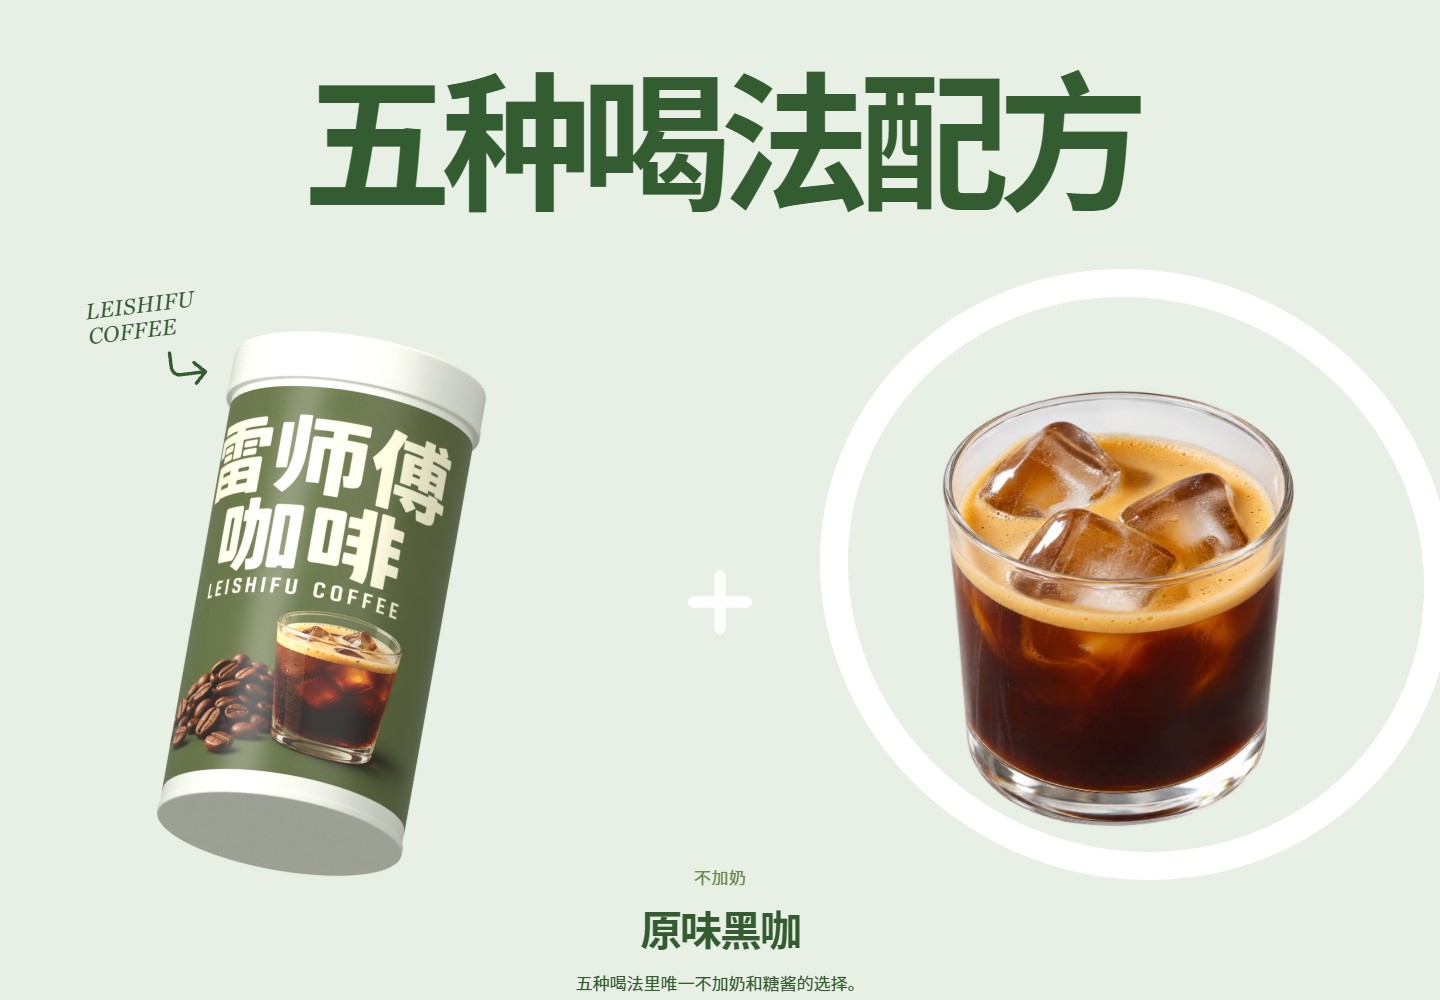 五种喝法配方
LEISHIFU
COFFEE
雷师傅
咖啡
LEISHIFU COFFEE
不加奶
原味黑咖
五种喝法里唯一不加奶和糖酱的选择。